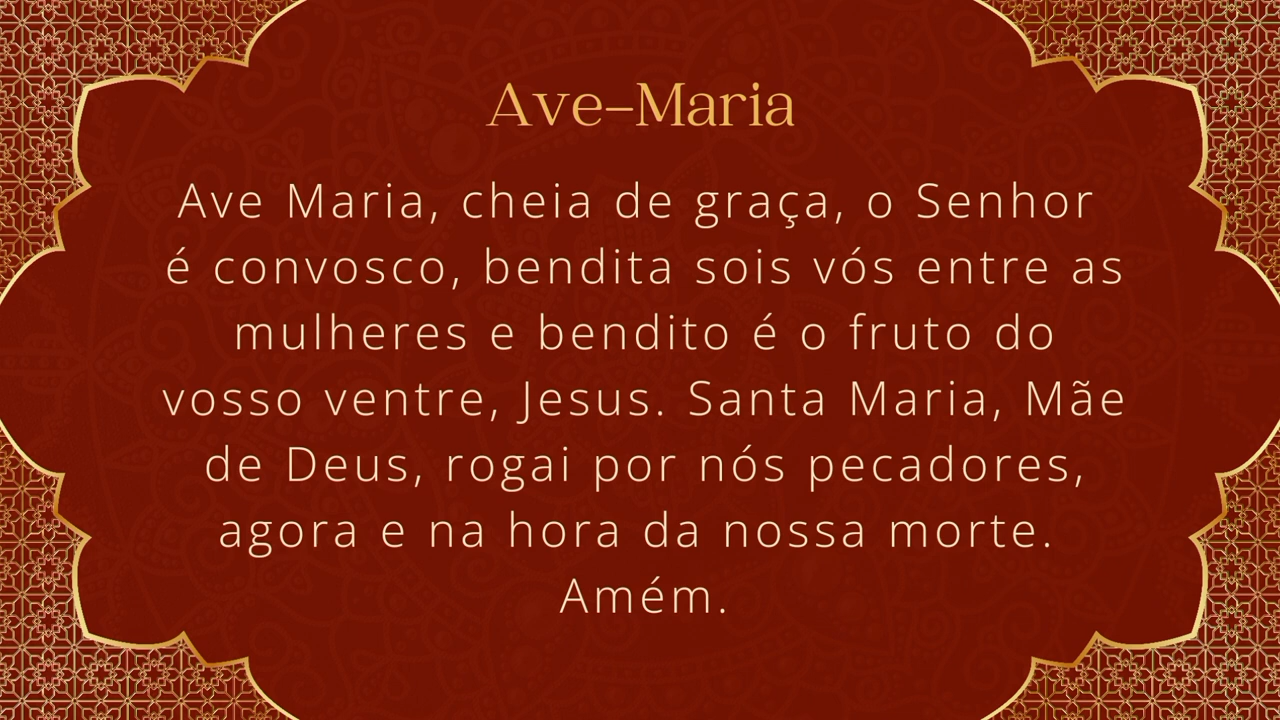 Ave–Maria
Ave Maria, cheia de graça, o Senhor
é convosco, bendita sois vós entre as
mulheres e bendito é o fruto do
vosso ventre, Jesus. Santa Maria, Mãe
de Deus, rogai por nós pecadores,
agora e na hora da nossa morte.
Amém.